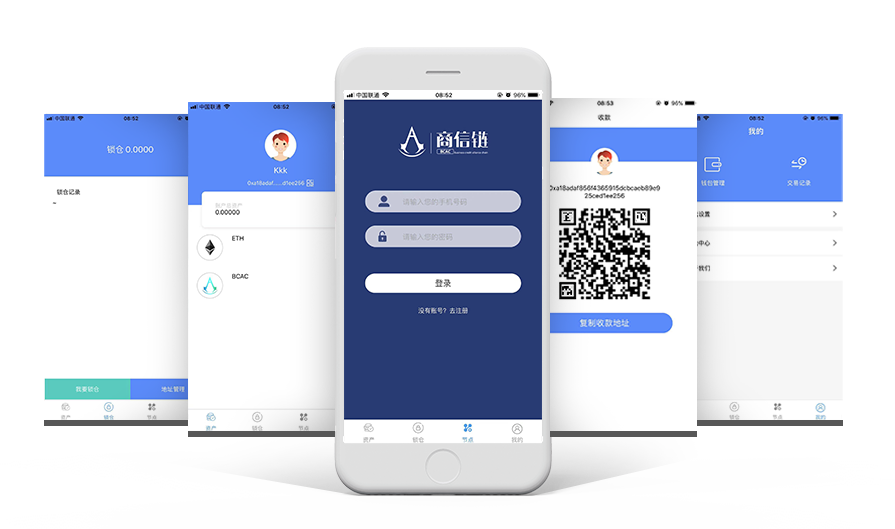 中国联通
08:52
锁仓 0.0000
锁仓记录
我要锁仓
地址管理
资产
锁仓
节点
中国联通
08:52
Kkk
0xa18adaf.....d1ee256
0.00000
ETH
BCAC
资产
锁仓
节点
中国联通
08:52
96%
商信链
BCAC
请输入您的手机号码
请输入您的密码
登录
没有账号? 去注册
资产
锁仓
节点
我的
08:53
96%
收款
0xa18adaf856f4365915dcbcaeb89e9
25ced1ee256
复制收款地址
08:52
96%
我的
钱包管理
交易记录
设置
中心
我们
锁仓
节点
我的